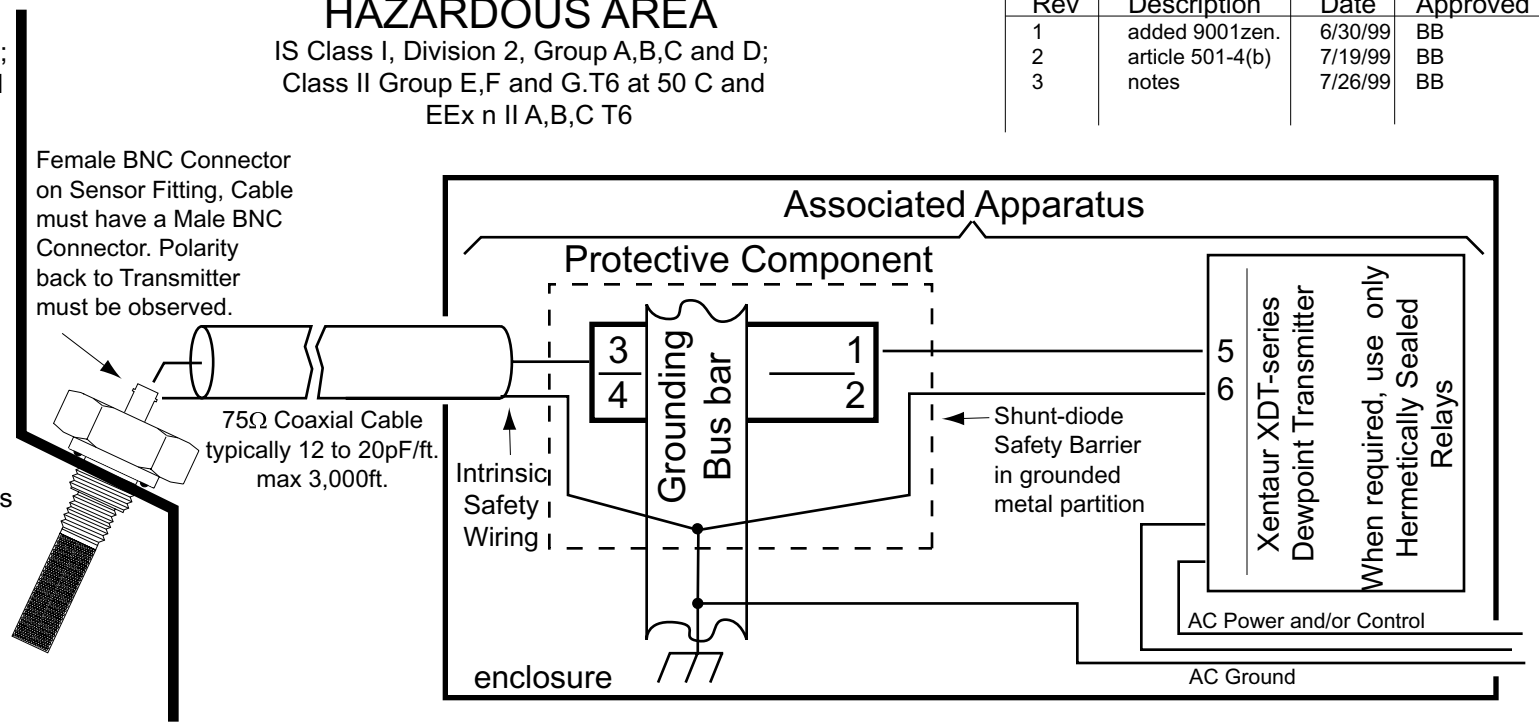 HAZARDOUS AREA
IS Class I, Division 2, Group A,B,C and D;
Class II Group E,F and G.T6 at 50 C and
EEx n II A,B,C T6
Rev Description Date Approved
1 added 9001zen. 6/30/99 BB
2 article 501-4(b) 7/19/99 BB
3 notes 7/26/99 BB
;
Female BNC Connector
on Sensor Fitting, Cable
must have a Male BNC
Connector. Polarity
back to Transmitter
must be observed.
Associated Apparatus
Protective Component
3
4
Grounding
Bus bar
1
2
5
6
Xentaur XDT-series
Dewpoint Transmitter
When required, use only
Hermetically Sealed
Relays
75Ω Coaxial Cable
typically 12 to 20pF/ft.
max 3,000ft.
Intrinsic
Safety
Wiring
Shunt-diode
Safety Barrier
in grounded
metal partition
s
AC Power and/or Control
AC Ground
enclosure